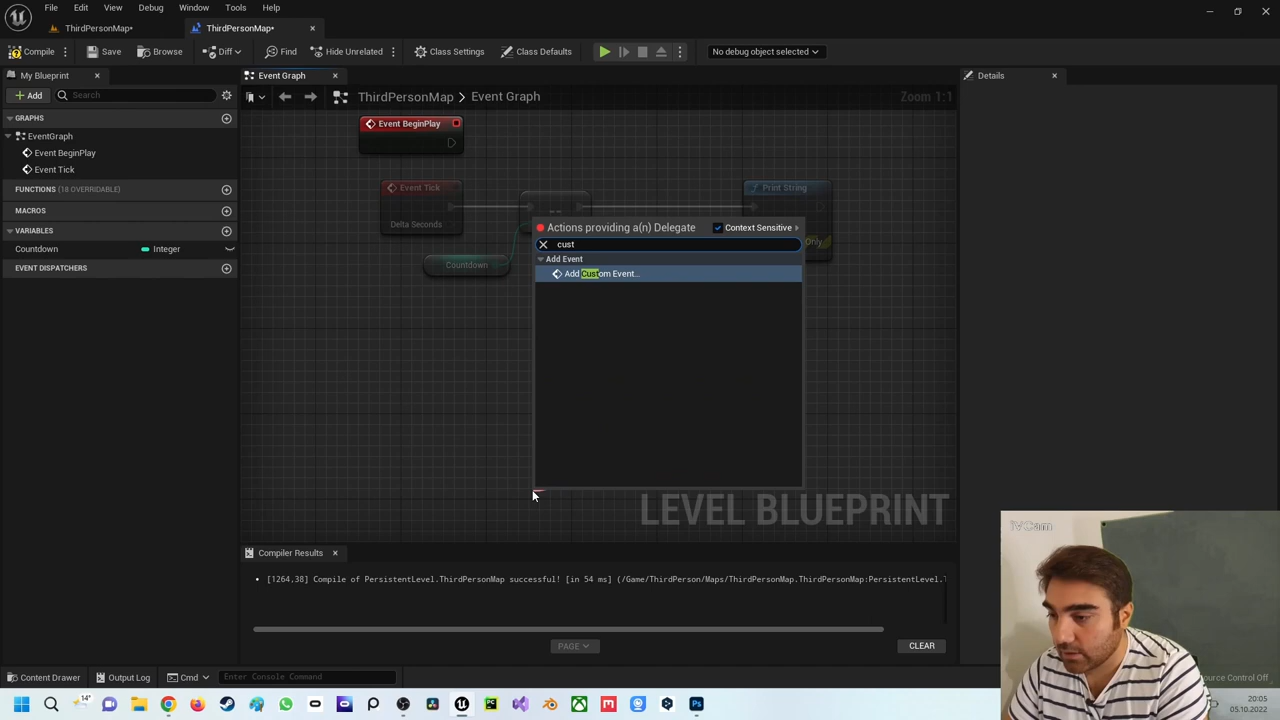 File Edit Asset View Debug Window Tools Help
ThirdPersonMap•
ThirdPersonMap•
Compile Save Browse Diff Find Hide Unrelated Class Settings Class Defaults No debug object selected
My Blueprint
Event Graph
Details
Add Search
ThirdPersonMap > Event Graph
Zoom 1:1
GRAPHS
EventGraph
Event BeginPlay
Event Tick
FUNCTIONS (18 OVERRIDABLE)
MACROS
VARIABLES
Countdown Integer
EVENT DISPATCHERS
Event BeginPlay
Event Tick
Delta Seconds
Countdown
Print String
Only
Actions providing a(n) Delegate
Context Sensitive
cust
Add Event
Add Custom Event...
LEVEL BLUEPRINT
Compiler Results
[1264,38] Compile of PersistentLevel.ThirdPersonMap successful! [in 54 ms] (/Game/ThirdPerson/Maps/ThirdPersonMap.ThirdPersonMap:PersistentLevel.
PAGE
CLEAR
iVCam
Content Drawer Output Log Cmd Enter Console Command
ource Control Off
14°
20:05
05.10.2022